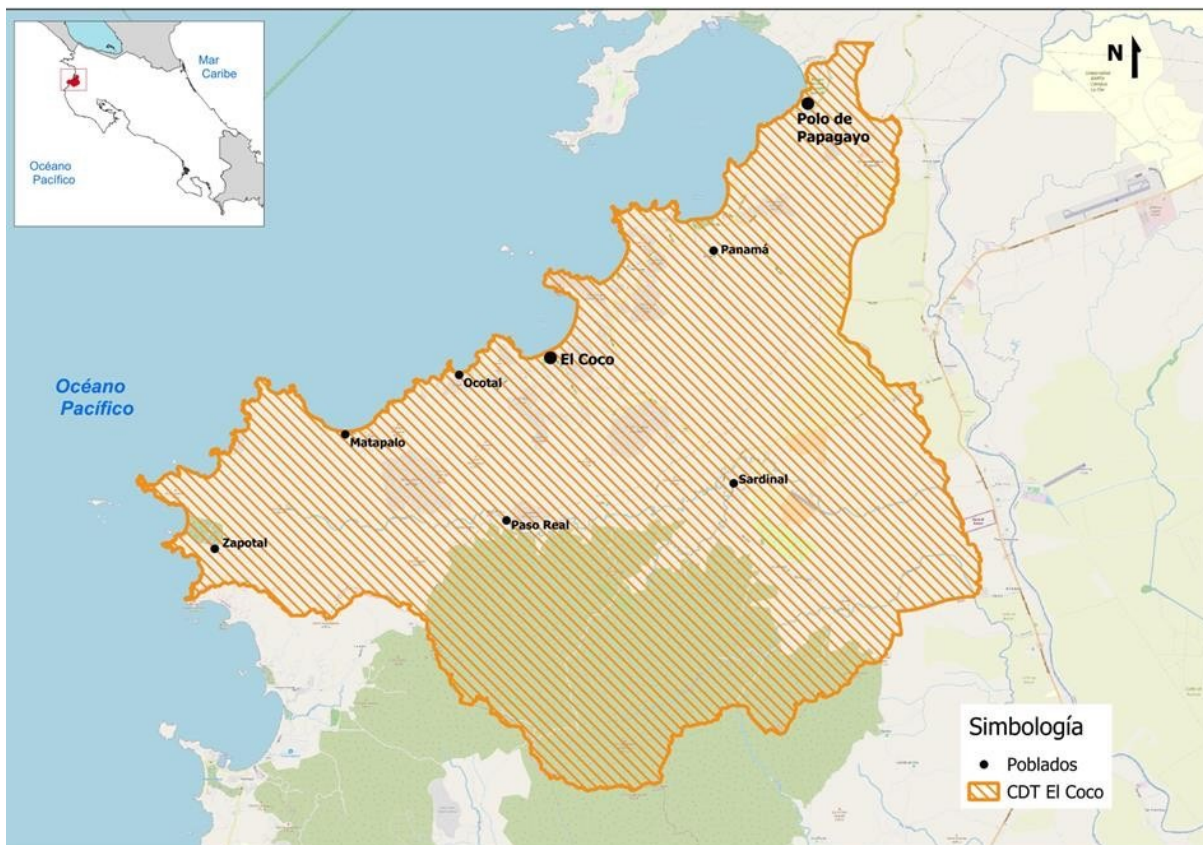 Mar
Caribe
Océano
Pacífico
N
Polo de
Papagayo
Panamá
El Coco
Ocotal
Océano
Pacífico
Matapalo
Sardinal
Paso Real
Zapotal
Simbología
Poblados
CDT El Coco